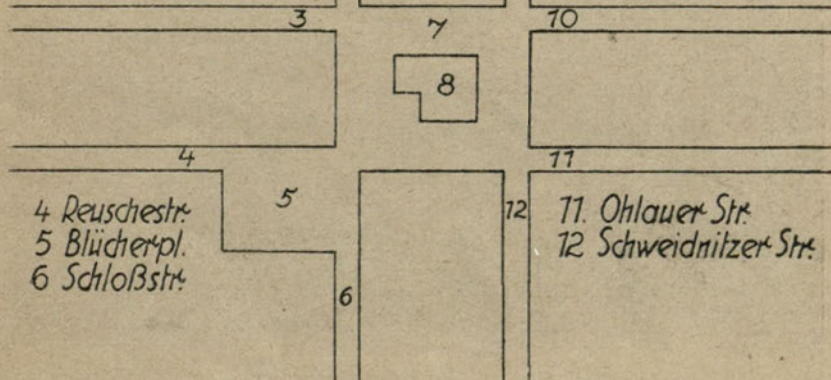 3
7
10
8
4
11
5
12
6
4 Reuschestr.
5 Blücherpl.
6 Schloßstr.
11. Ohlauer Str.
12 Schweidnitzer Str.